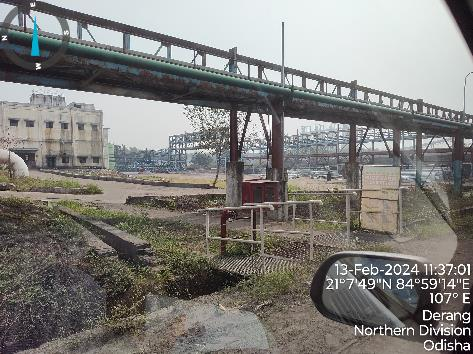 N
13-Feb-2024 11:37:01
21°7'49"N 84°59'14"E
107° E
Derang
Northern Division
Odisha